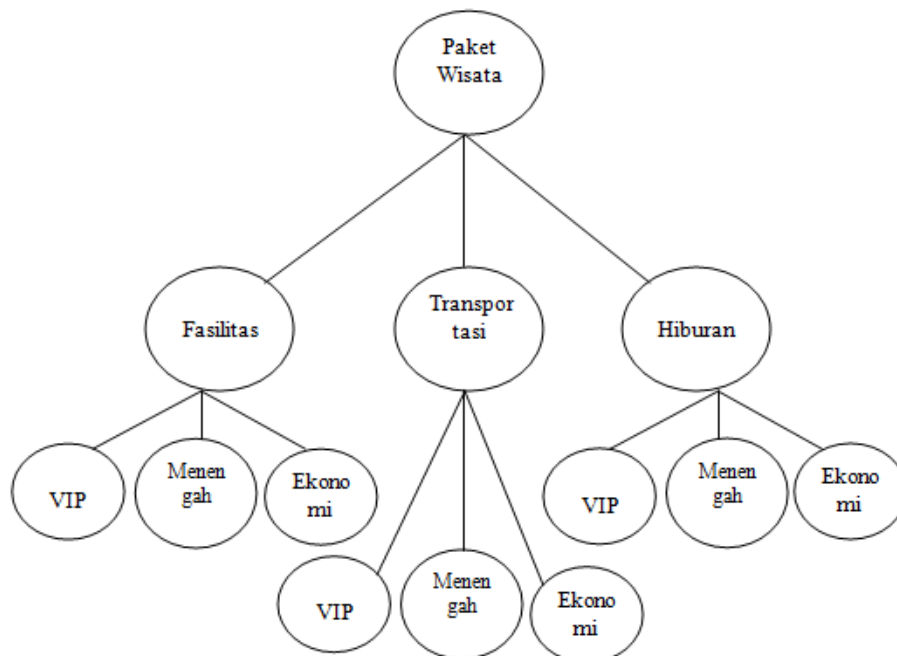 Paket
Wisata
Fasilitas
Transpor
tasi
Hiburan
VIP
Menen
gah
Ekono
mi
VIP
Menen
gah
Ekono
mi
VIP
Menen
gah
Ekono
mi